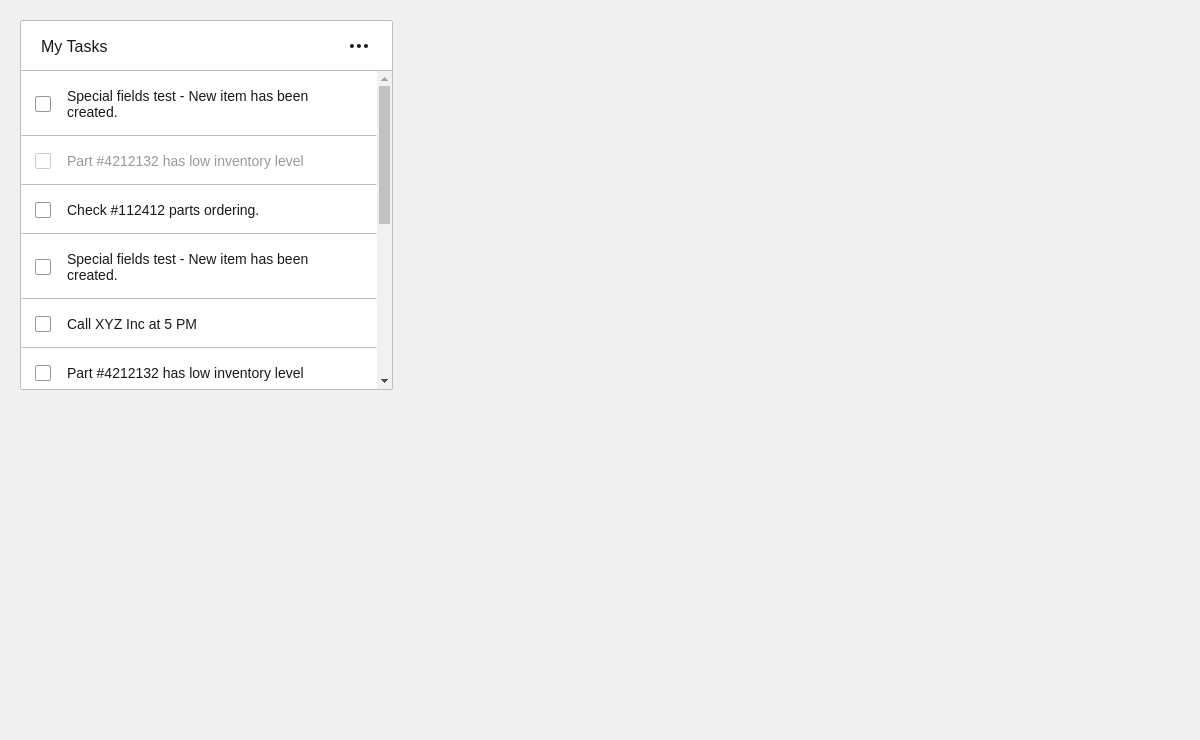 My Tasks
Special fields test - New item has been
created.
Part #4212132 has low inventory level
Check #112412 parts ordering.
Special fields test - New item has been
created.
Call XYZ Inc at 5 PM
Part #4212132 has low inventory level